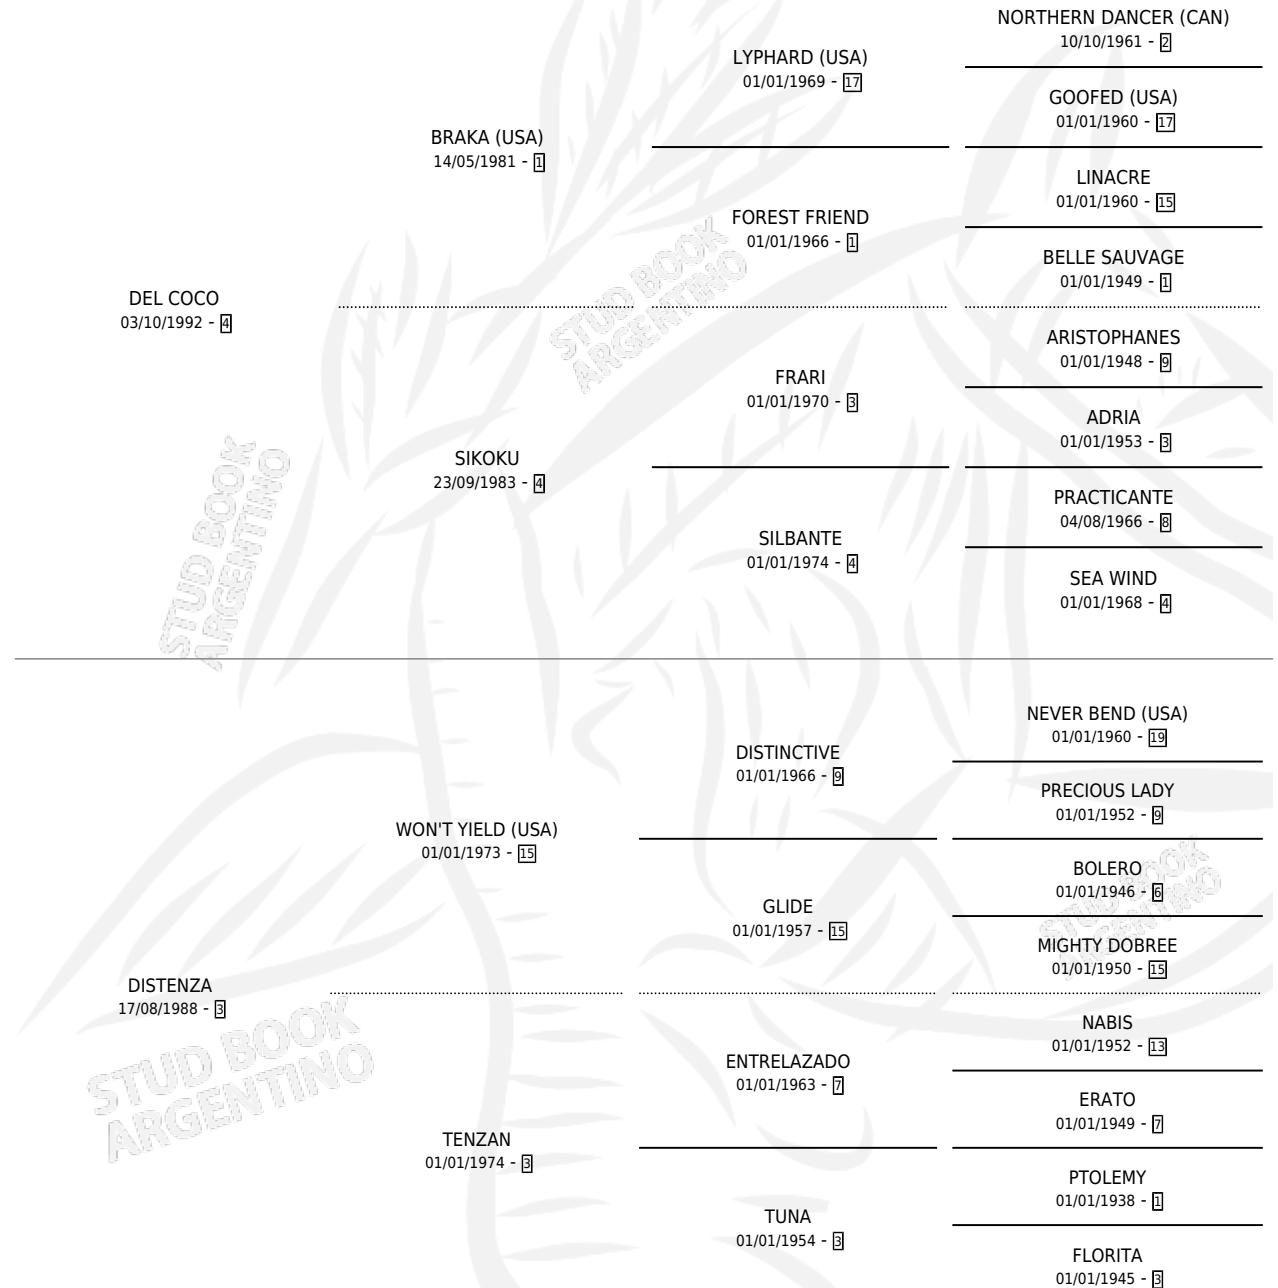 NORTHERN DANCER (CAN)
10/10/1961 - 2
LYPHARD (USA)
01/01/1969 - 17
GOOFED (USA)
01/01/1960 - 17
BRAKA (USA)
14/05/1981 - 1
LINACRE
01/01/1960 - 15
FOREST FRIEND
01/01/1966 - 1
BELLE SAUVAGE
01/01/1949 - 1
DEL COCO
03/10/1992 - 4
STUD BOOK
ARGENTINO
ARISTOPHANES
01/01/1948 - 9
FRARI
01/01/1970 - 3
ADRIA
01/01/1953 - 3
SIKOKU
23/09/1983 - 4
PRACTICANTE
04/08/1966 - 8
SILBANTE
01/01/1974 - 4
SEA WIND
01/01/1968 - 4
STUD BOOK
ARGENTINO
NEVER BEND (USA)
01/01/1960 - 19
DISTINCTIVE
01/01/1966 - 9
PRECIOUS LADY
01/01/1952 - 9
WON'T YIELD (USA)
01/01/1973 - 15
BOLERO
01/01/1946 - 6
GLIDE
01/01/1957 - 15
STUD BOOK
ARGENTINO
MIGHTY DOBREE
01/01/1950 - 15
DISTENZA
17/08/1988 - 3
STUD BOOK
ARGENTINO
NABIS
01/01/1952 - 13
ENTRELAZADO
01/01/1963 - 7
ERATO
01/01/1949 - 7
TENZAN
01/01/1974 - 3
PTOLEMY
01/01/1938 - 1
TUNA
01/01/1954 - 3
FLORITA
01/01/1945 - 3